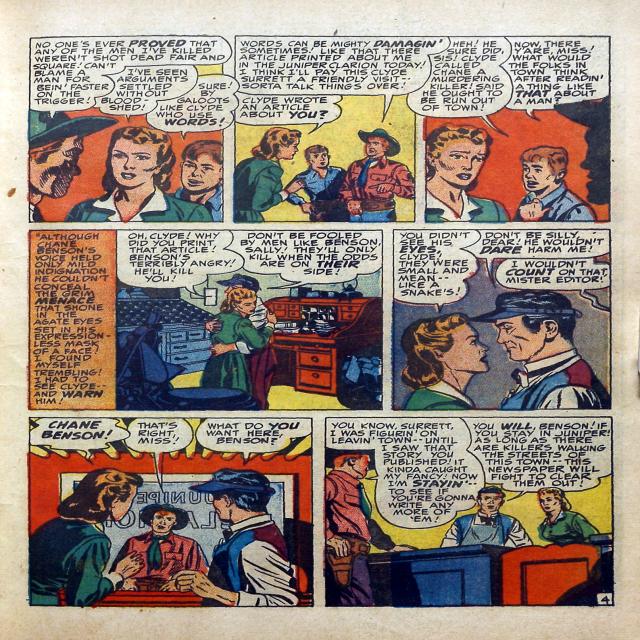 NO ONE'S EVER PROVED THAT
ANY OF THE MEN I'VE KILLED
WEREN'T SHOT DEAD FAIR AND
SQUARE! CAN'T
BLAME A
MAN FOR
BEIN' FASTER
ON THE
TRIGGER!
I'VE SEEN
ARGUMENTS
SETTLED
WITHOUT
BLOOD-
SHED!
SURE!
BY
GALOOTS
LIKE CLYDE
WHO USE
WORDS!
WORDS CAN BE MIGHTY DAMAGIN'
SOMETIMES! LIKE THAT THERE
ARTICLE PRINTED ABOUT ME
IN THE JUNIPER CLARION TODAY!
I THINK I'LL PAY THIS CLYDE
SURRETT A FRIENDLY VISIT--
SORTA TALK THINGS OVER!
CLYDE WROTE
AN ARTICLE
ABOUT YOU?
HEH! HE
SURE DID,
SIS! CLYDE
CALLED
CHANE A
MURDERING
KILLER! SAID
HE OUGHT TO
BE RUN OUT
OF TOWN!
NOW, THERE
Y'ARE, MISS!
WHAT WOULD
THE FOLKS IN
TOWN THINK
AFTER READIN'
A THING LIKE
THAT ABOUT
A MAN?
"ALTHOUGH
CHANE
BENSON'S
VOICE HELD
ONLY MILD
INDIGNATION
HE COULDN'T
CONCEAL
THE COLD
MENACE
THAT SHONE
IN THE
AGATE EYES
SET IN HIS
EXPRESSION-
LESS MASK
OF A FACE!
I FOUND
MYSELF
TREMBLING!
I HAD TO
SEE CLYDE--
AND WARN
HIM!
OH, CLYDE! WHY
DID YOU PRINT
THAT ARTICLE!
BENSON'S
TERRIBLY ANGRY!
HE'LL KILL
YOU!
DON'T BE FOOLED
BY MEN LIKE BENSON,
SALLY! THEY'LL ONLY
KILL WHEN THE ODDS
ARE ON THEIR
SIDE!
YOU DIDN'T
SEE HIS
EYES,
CLYDE!
THEY WERE
SMALL AND
MEAN--
LIKE A
SNAKE'S!
DON'T BE SILLY,
DEAR! HE WOULDN'T
DARE HARM ME!
I WOULDN'T
COUNT ON THAT,
MISTER EDITOR!
CHANE
BENSON!
THAT'S
RIGHT,
MISS!
WHAT DO YOU
WANT HERE,
BENSON?
YOU KNOW, SURRETT,
I WAS FIGURIN' ON
LEAVIN' TOWN--UNTIL
I SAW THAT
STORY YOU
PUBLISHED! IT
KINDA CAUGHT
MY FANCY! NOW
I'M STAYIN'--
TO SEE IF
YOU'RE GONNA
WRITE ANY
MORE OF
'EM!
YOU WILL, BENSON! IF
YOU STAY IN JUNIPER!
AS LONG AS THERE
ARE KILLERS WALKING
THE STREETS OF
THIS TOWN--THIS
NEWSPAPER WILL
FIGHT TO CLEAR
THEM OUT!
4